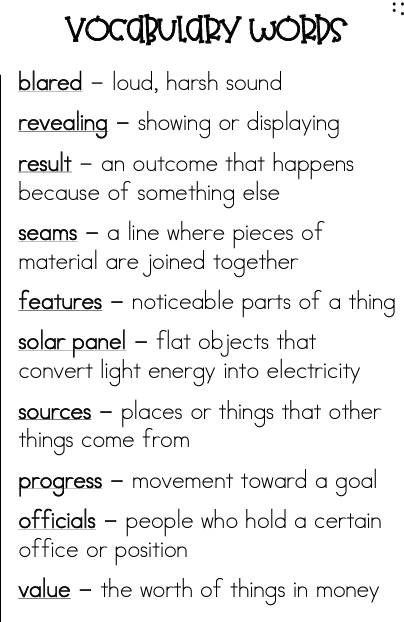 VOCABULARY WORDS
blared – loud, harsh sound
revealing – showing or displaying
result – an outcome that happens
because of something else
seams – a line where pieces of
material are joined together
features – noticeable parts of a thing
solar panel – flat objects that
convert light energy into electricity
sources – places or things that other
things come from
progress – movement toward a goal
officials – people who hold a certain
office or position
value – the worth of things in money